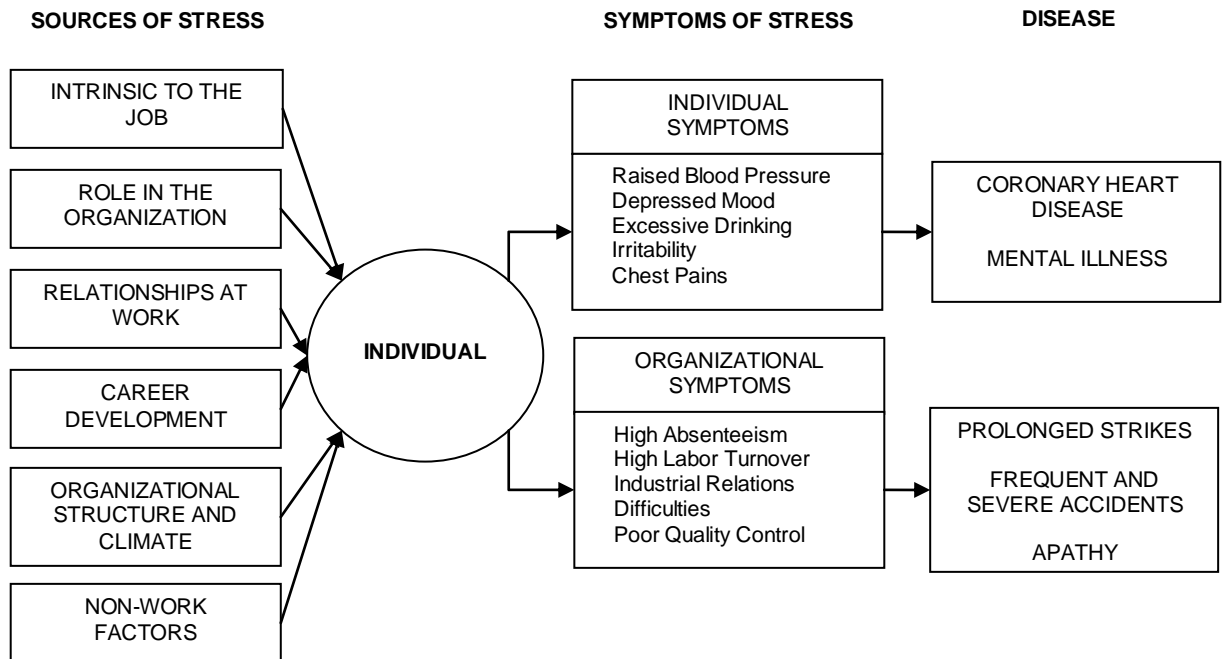 SOURCES OF STRESS
SYMPTOMS OF STRESS
DISEASE
INTRINSIC TO THE
JOB
ROLE IN THE
ORGANIZATION
RELATIONSHIPS AT
WORK
CAREER
DEVELOPMENT
ORGANIZATIONAL
STRUCTURE AND
CLIMATE
NON-WORK
FACTORS
INDIVIDUAL
INDIVIDUAL
SYMPTOMS
Raised Blood Pressure
Depressed Mood
Excessive Drinking
Irritability
Chest Pains
ORGANIZATIONAL
SYMPTOMS
High Absenteeism
High Labor Turnover
Industrial Relations
Difficulties
Poor Quality Control
CORONARY HEART
DISEASE
MENTAL ILLNESS
PROLONGED STRIKES
FREQUENT AND
SEVERE ACCIDENTS
APATHY